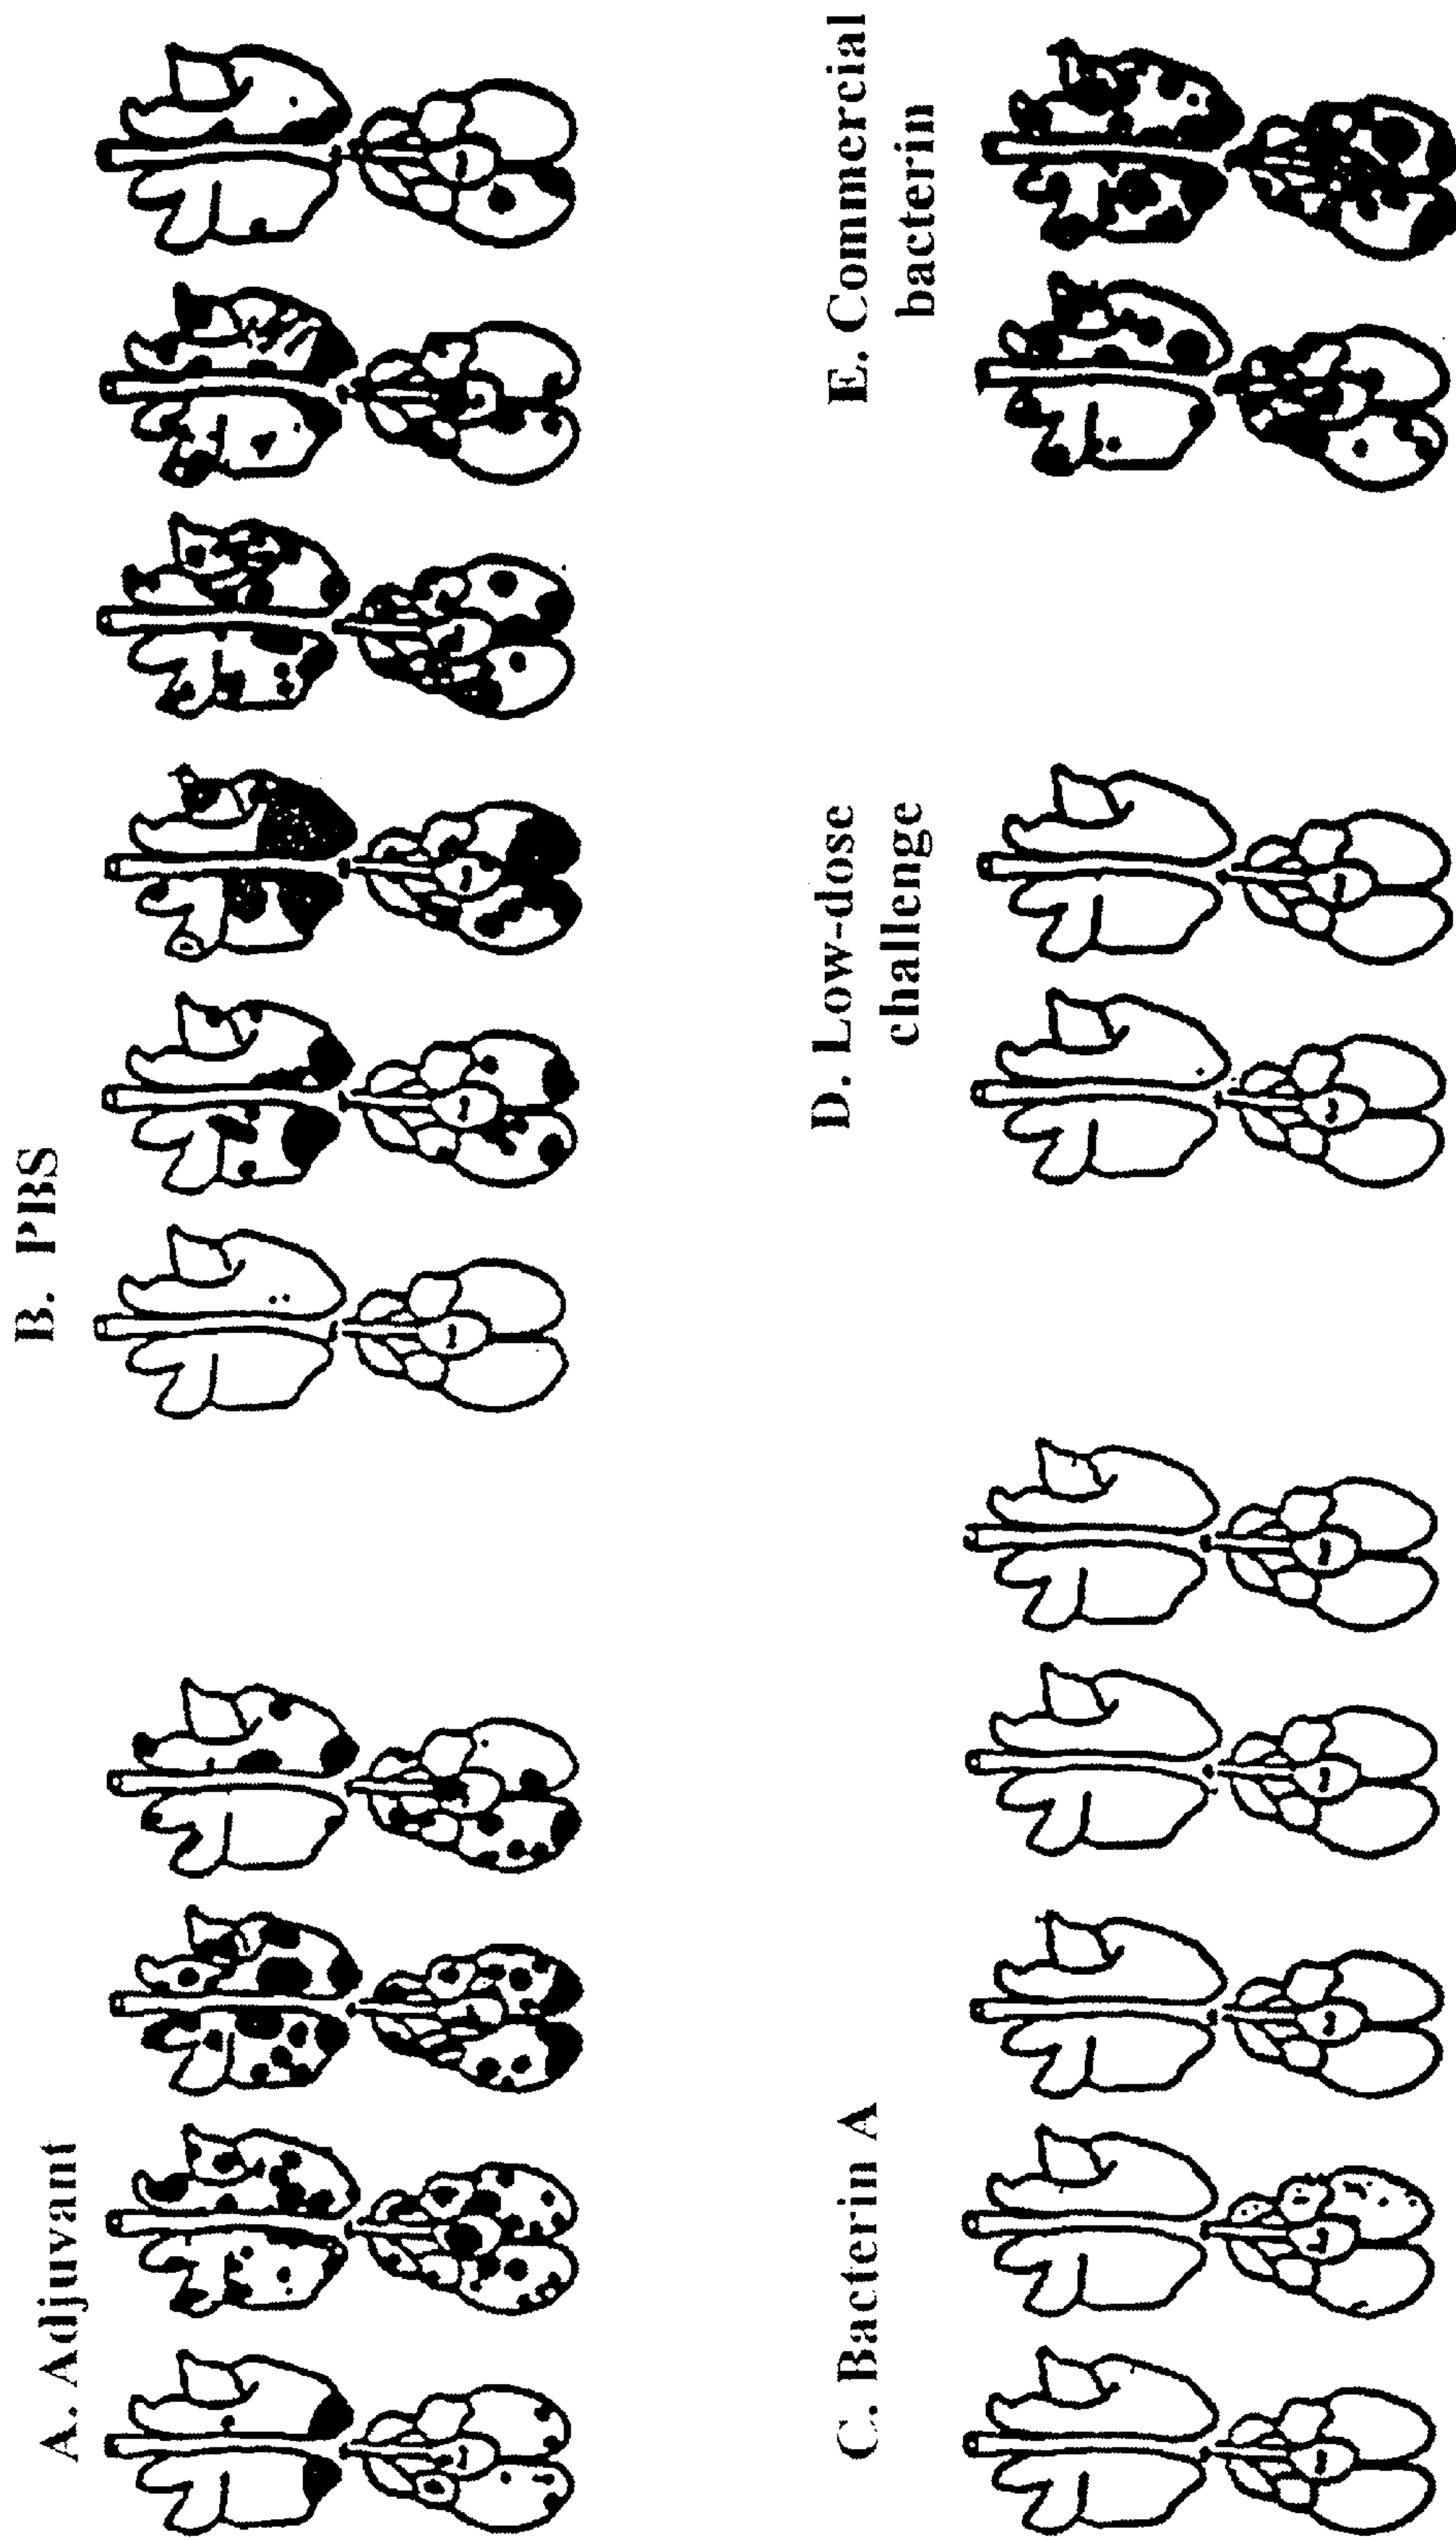 A. Adjuvant
B. PBS
C. Bacterin A
D. Low-dose
challenge
E. Commercial
bacterin